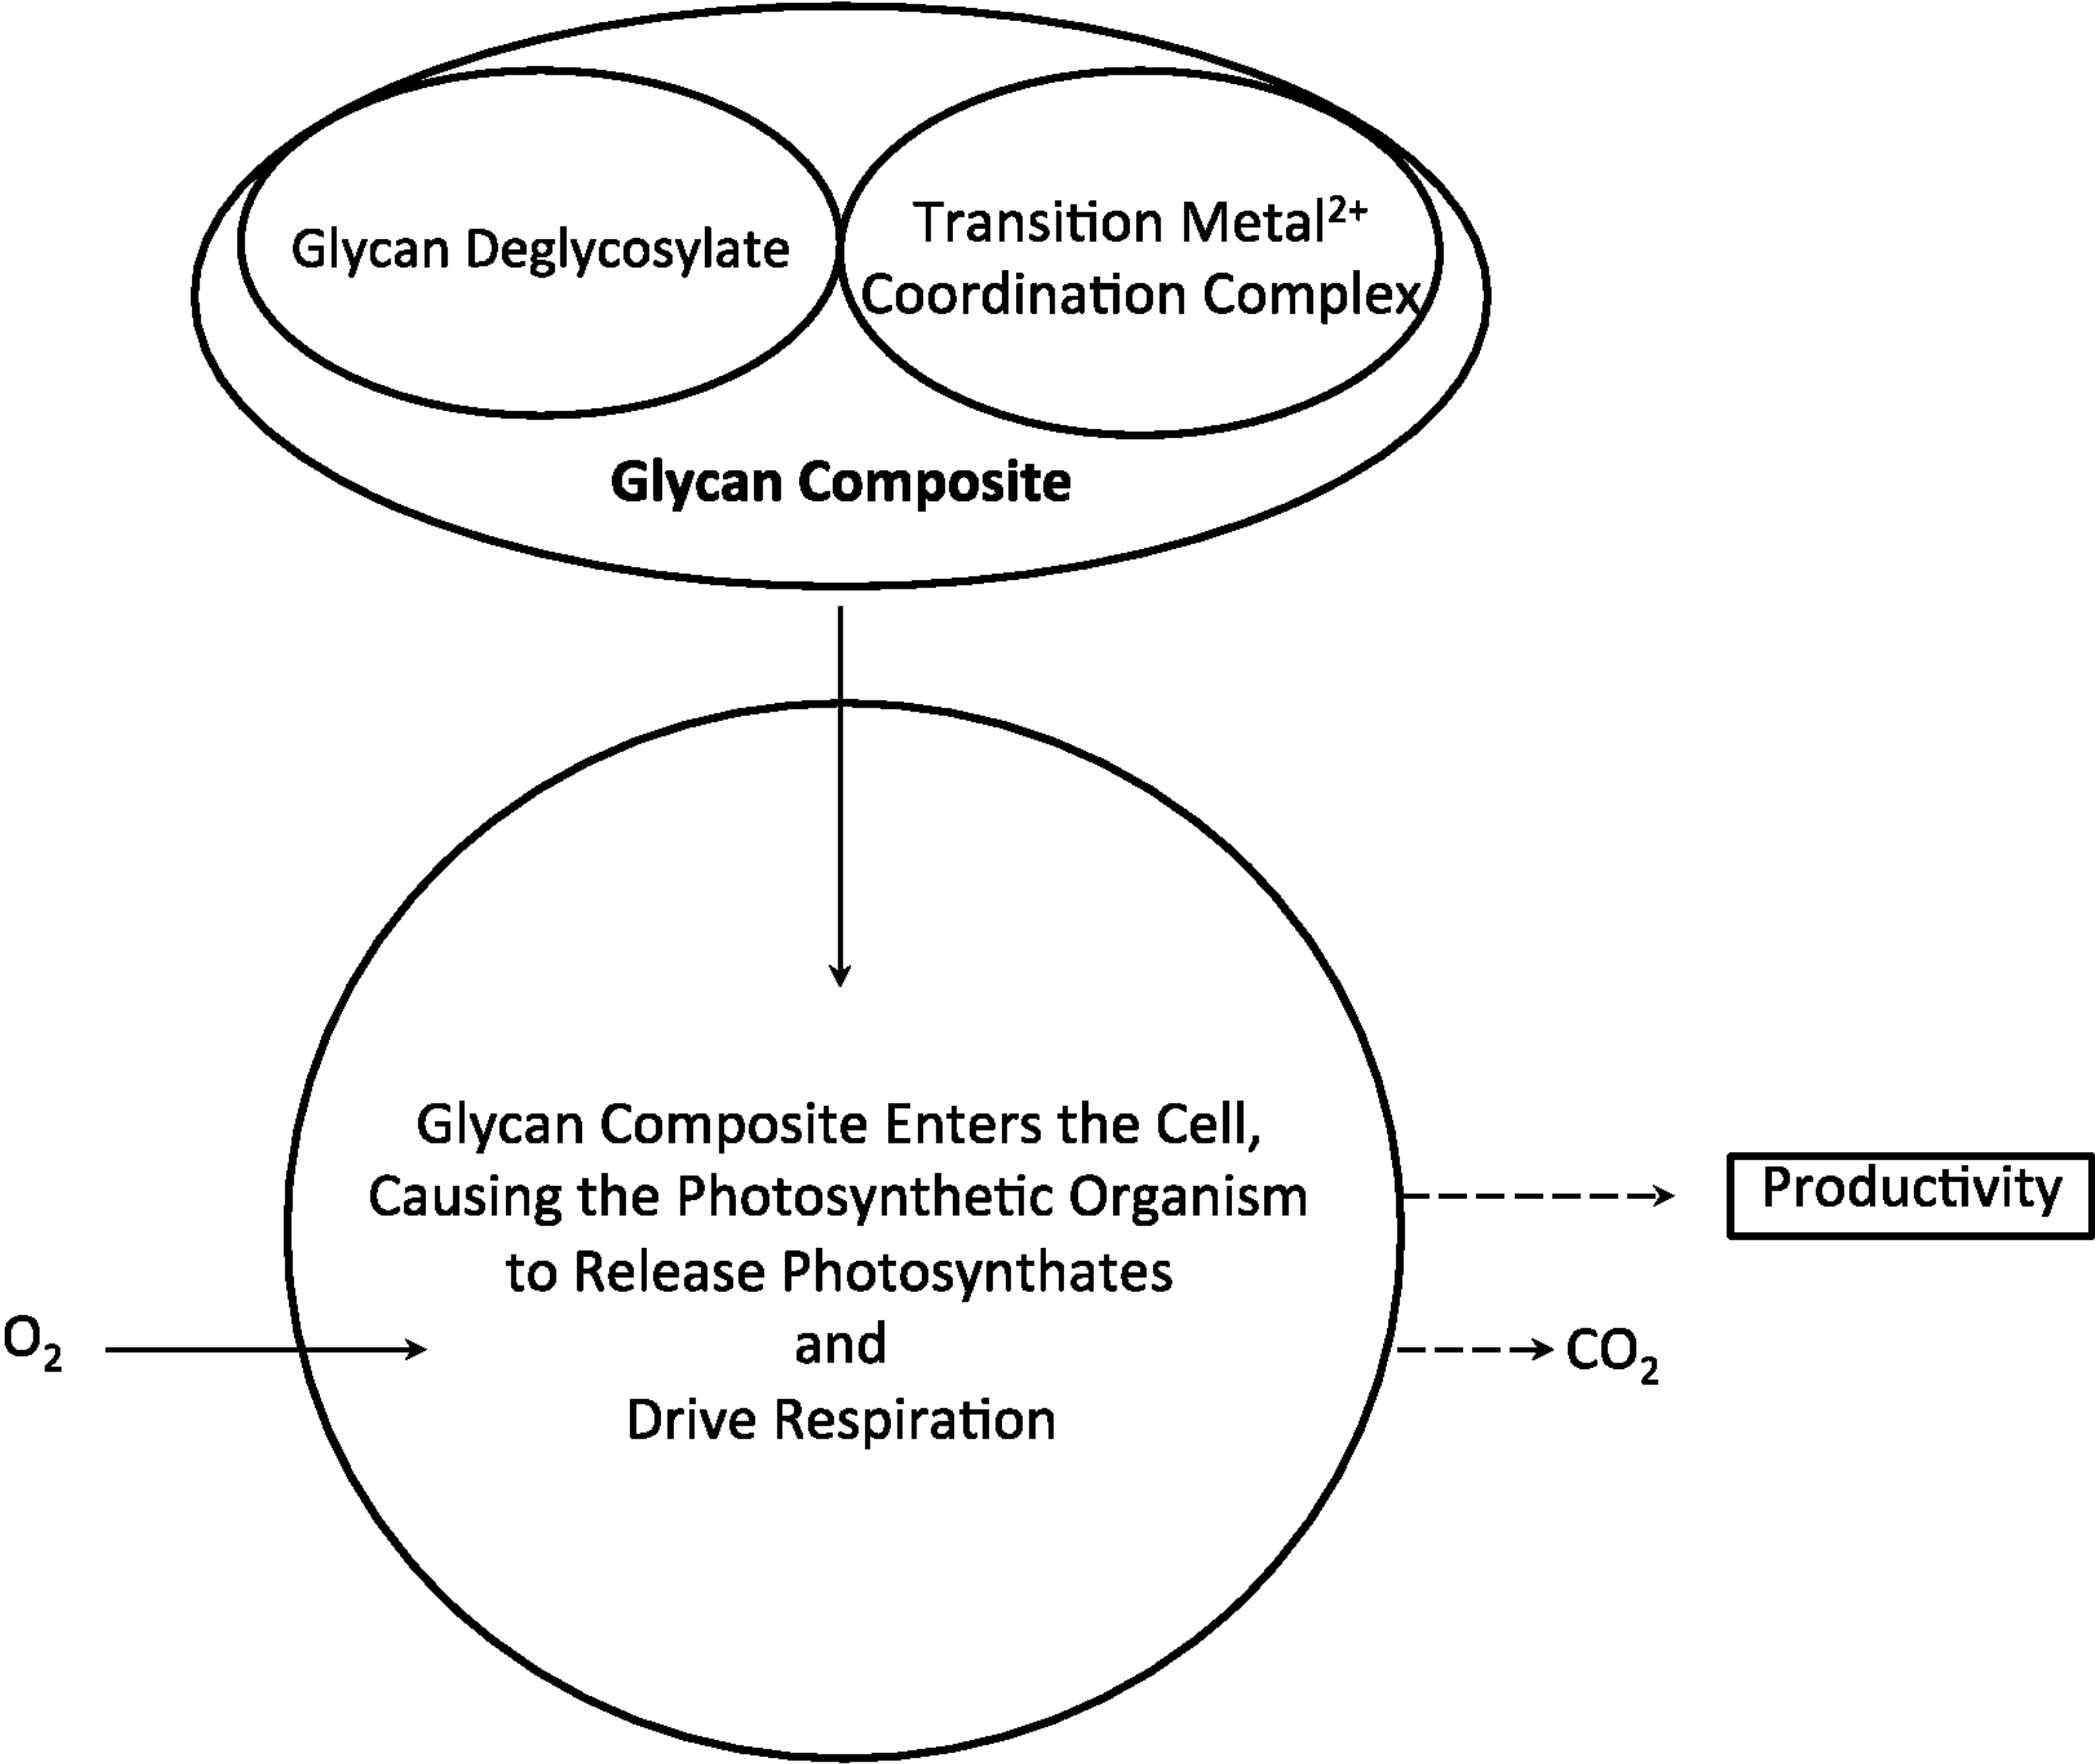 Glycan Deglycosylate
Transition Metal²⁺
Coordination Complex
Glycan Composite
Glycan Composite Enters the Cell,
Causing the Photosynthetic Organism
to Release Photosynthates
and
Drive Respiration
O₂
Productivity
CO₂